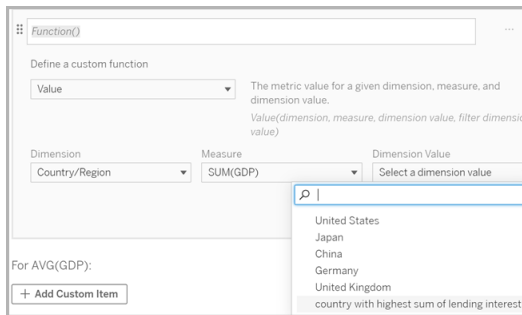 Function()
Define a custom function
Value
The metric value for a given dimension, measure, and
dimension value.
Value(dimension, measure, dimension value, filter dimensio
value)
Dimension
Measure
Dimension Value
Country/Region
SUM(GDP)
Select a dimension value
United States
Japan
China
Germany
United Kingdom
country with highest sum of lending interest
For AVG(GDP):
+ Add Custom Item